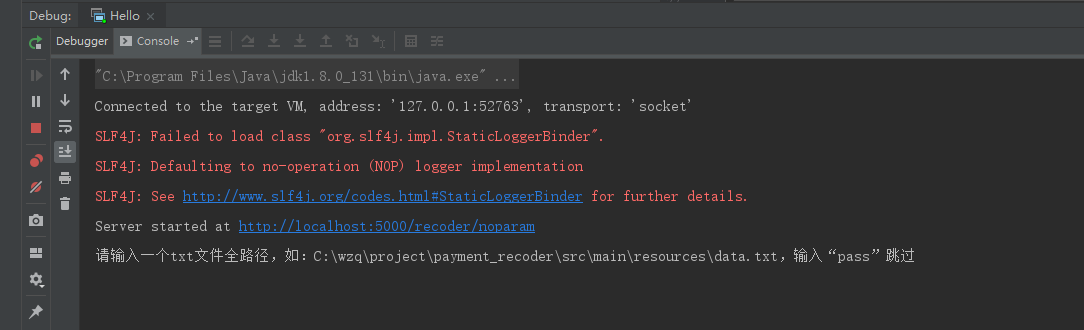 Debug: Hello
Debugger Console
"C:\Program Files\Java\jdk1.8.0_131\bin\java.exe" ...
Connected to the target VM, address: '127.0.0.1:52763', transport: 'socket'
SLF4J: Failed to load class "org.slf4j.impl.StaticLoggerBinder".
SLF4J: Defaulting to no-operation (NOP) logger implementation
SLF4J: See http://www.slf4j.org/codes.html#StaticLoggerBinder for further details.
Server started at http://localhost:5000/recoder/noparam
请输入一个txt文件全路径，如：C:\wzq\project\payment_recoder\src\main\resources\data.txt，输入“pass”跳过